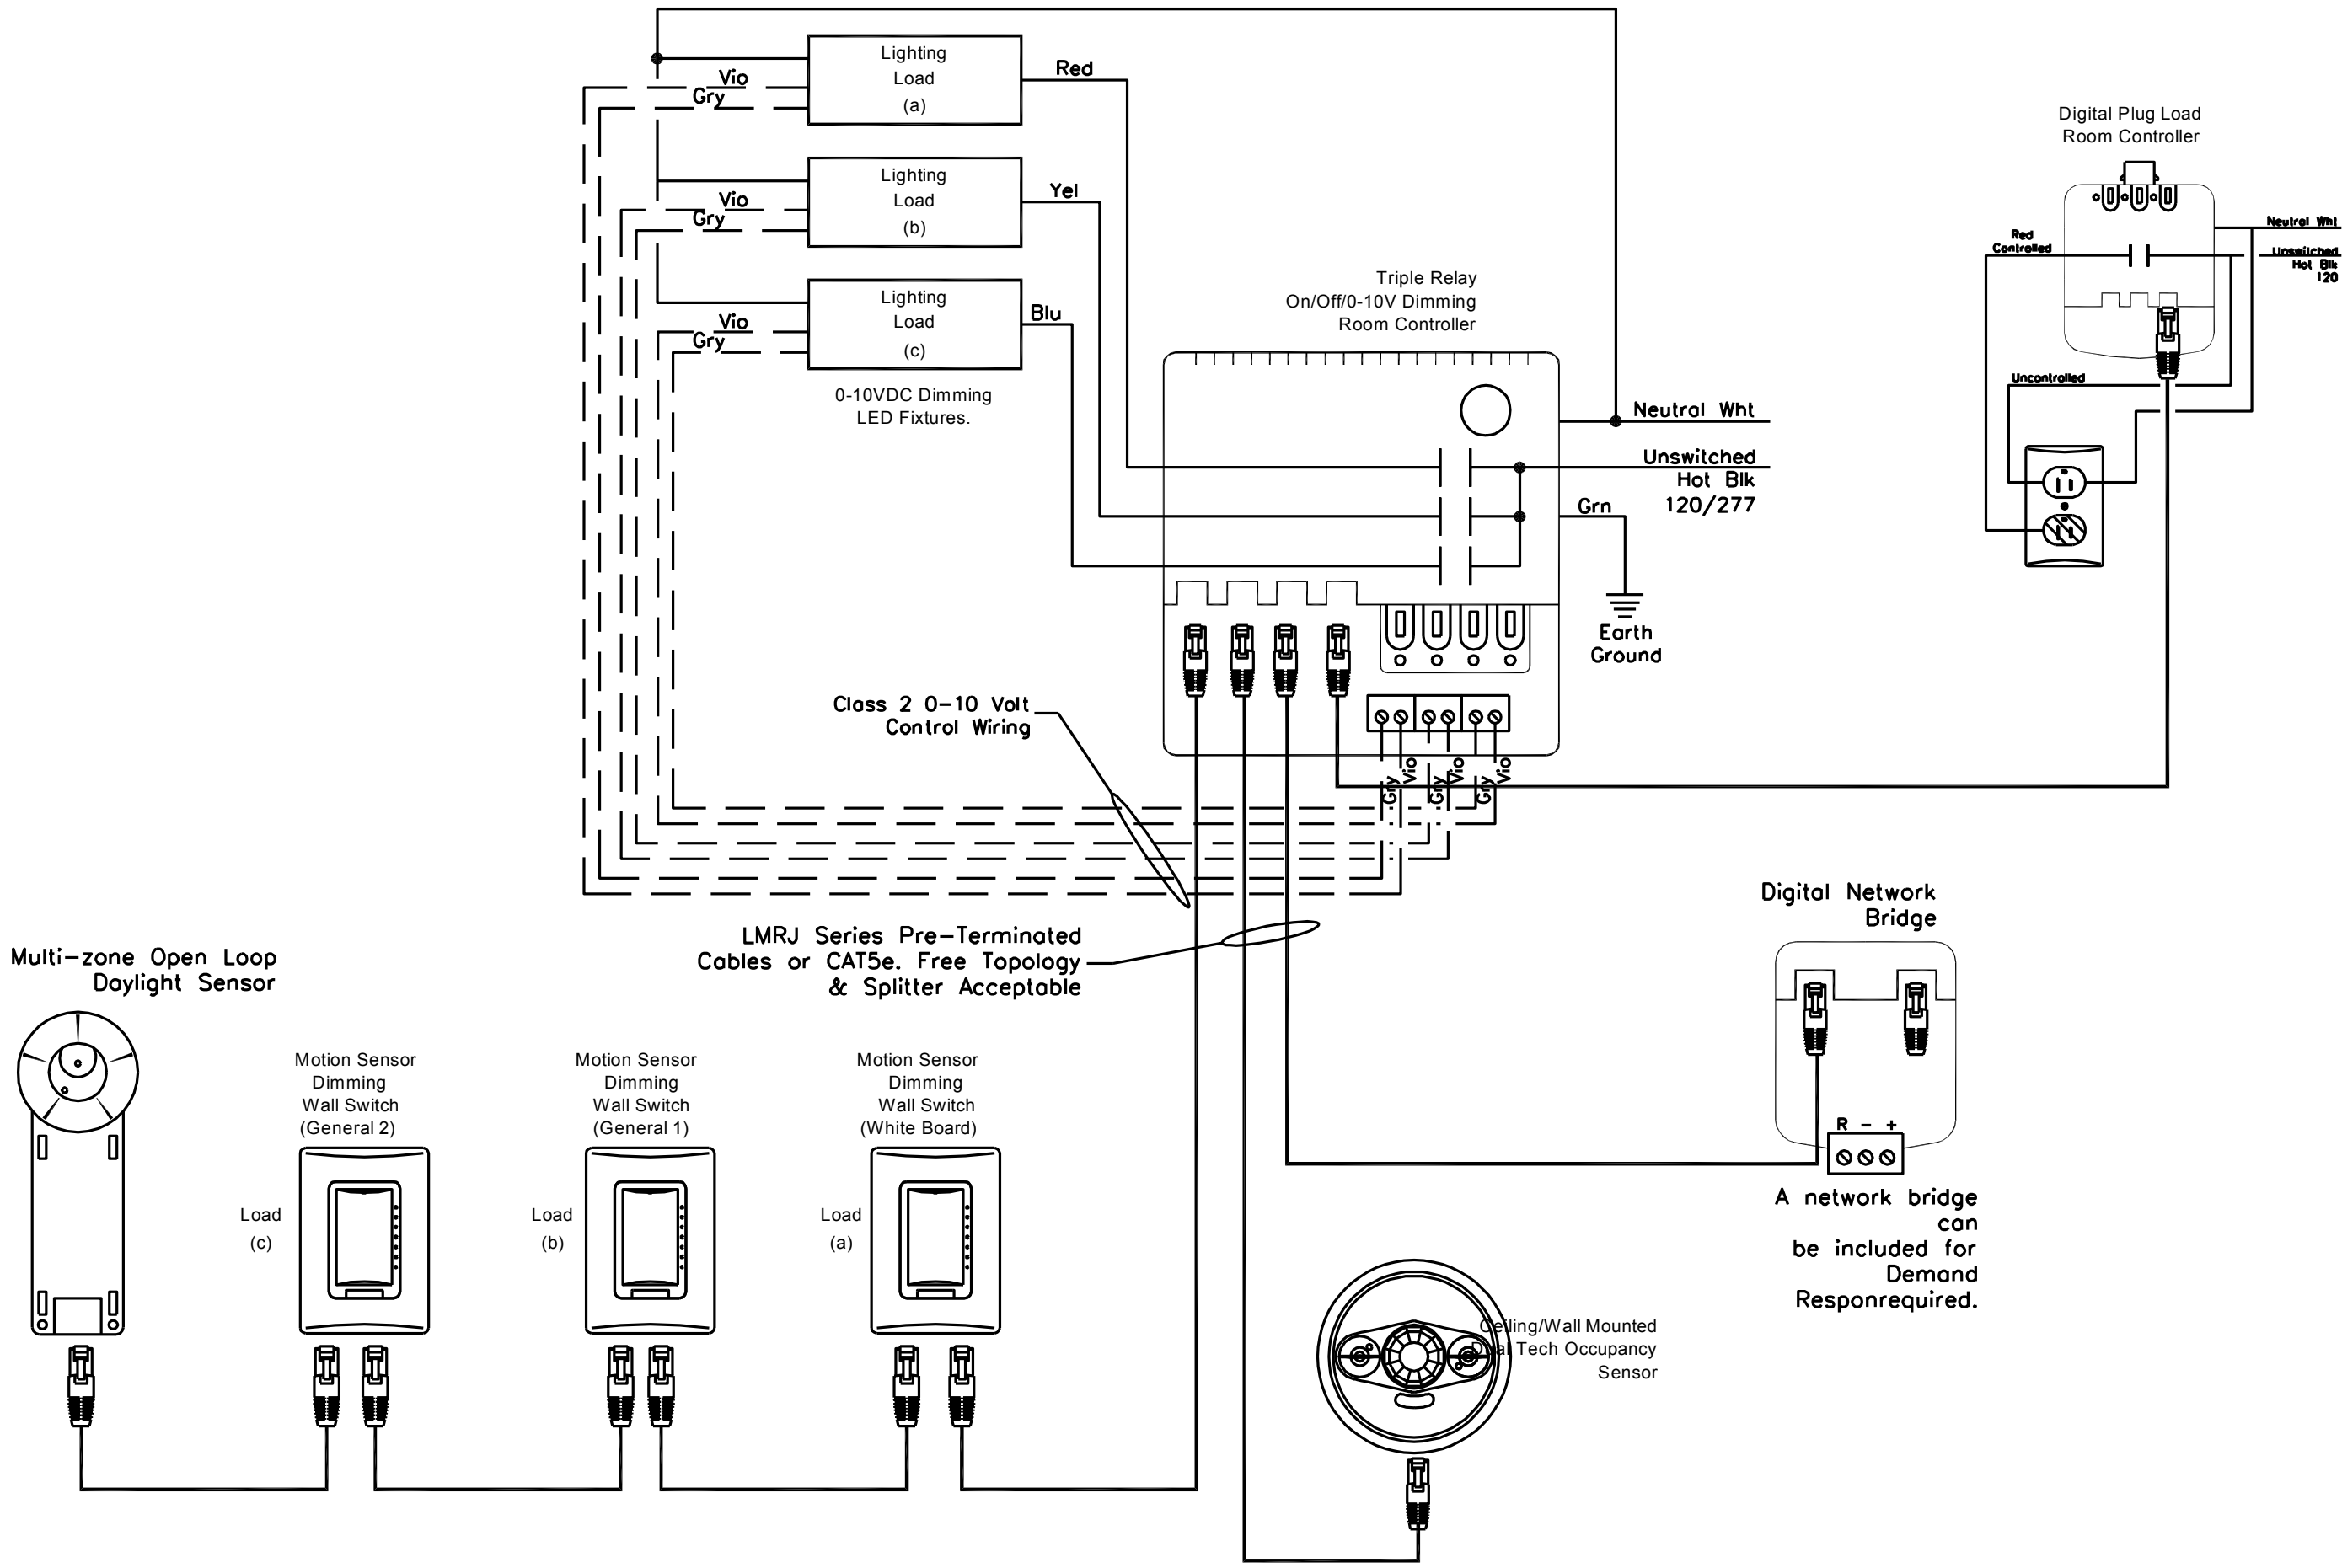 Lighting
Load
(a)
Vio
Gry
Red
Lighting
Load
(b)
Vio
Gry
Yel
Lighting
Load
(c)
Vio
Gry
Blu
0-10VDC Dimming
LED Fixtures.
Triple Relay
On/Off/0-10V Dimming
Room Controller
Neutral Wht
Unswitched
Hot Blk
120/277
Grn
Earth
Ground
Digital Plug Load
Room Controller
Neutral Wht
Unswitched
Hot Blk
120
Red
Controlled
Uncontrolled
Class 2 0-10 Volt
Control Wiring
Gry
Vio
Gry
Vio
Gry
Vio
LMRJ Series Pre-Terminated
Cables or CAT5e. Free Topology
& Splitter Acceptable
Digital Network
Bridge
R - +
A network bridge
can
be included for
Demand
Responrequired.
Multi-zone Open Loop
Daylight Sensor
Motion Sensor
Dimming
Wall Switch
(General 2)
Load
(c)
Motion Sensor
Dimming
Wall Switch
(General 1)
Load
(b)
Motion Sensor
Dimming
Wall Switch
(White Board)
Load
(a)
Ceiling/Wall Mounted
Dual Tech Occupancy
Sensor